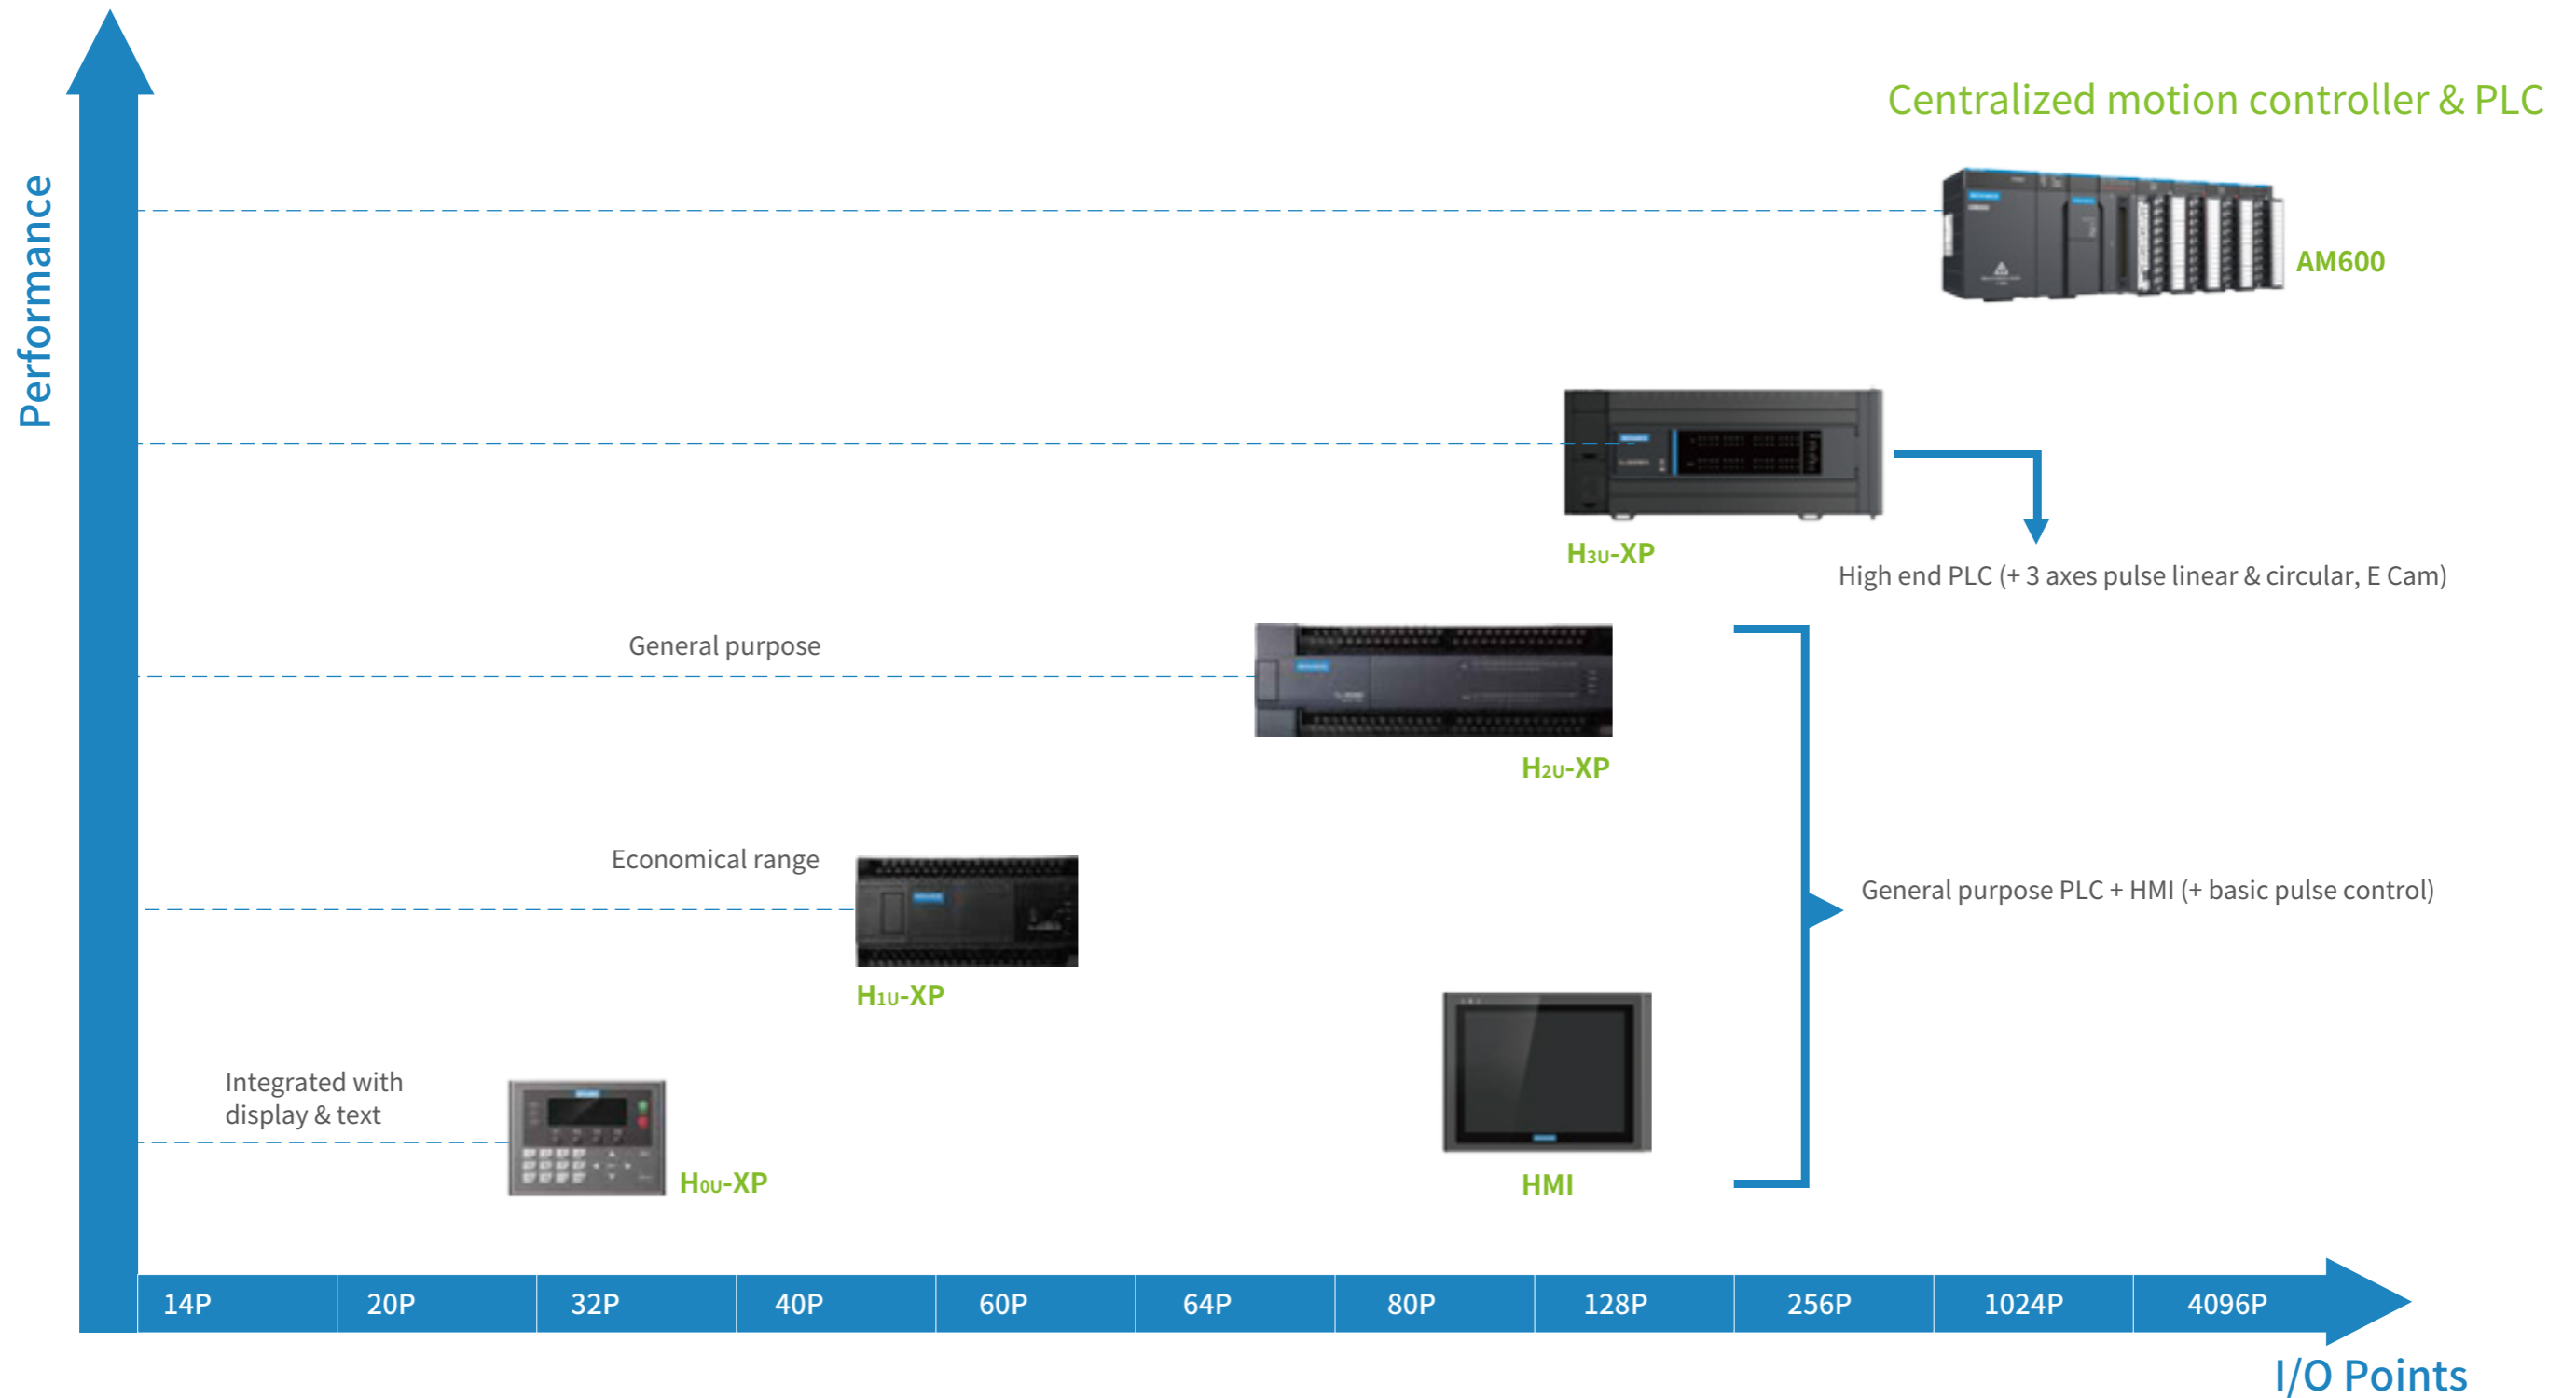 Performance
Centralized motion controller & PLC
AM600
H3U-XP
High end PLC (+ 3 axes pulse linear & circular, E Cam)
General purpose
H2U-XP
Economical range
General purpose PLC + HMI (+ basic pulse control)
H1U-XP
Integrated with
display & text
H0U-XP
HMI
14P
20P
32P
40P
60P
64P
80P
128P
256P
1024P
4096P
I/O Points